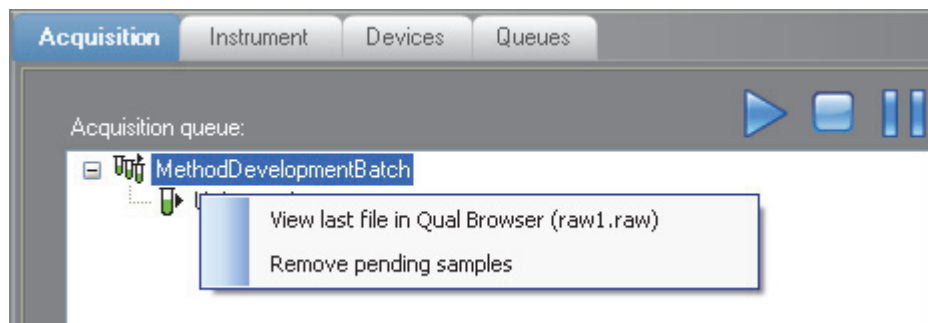 Acquisition Instrument Devices Queues
Acquisition queue:
MethodDevelopmentBatch
View last file in Qual Browser (raw1.raw)
Remove pending samples